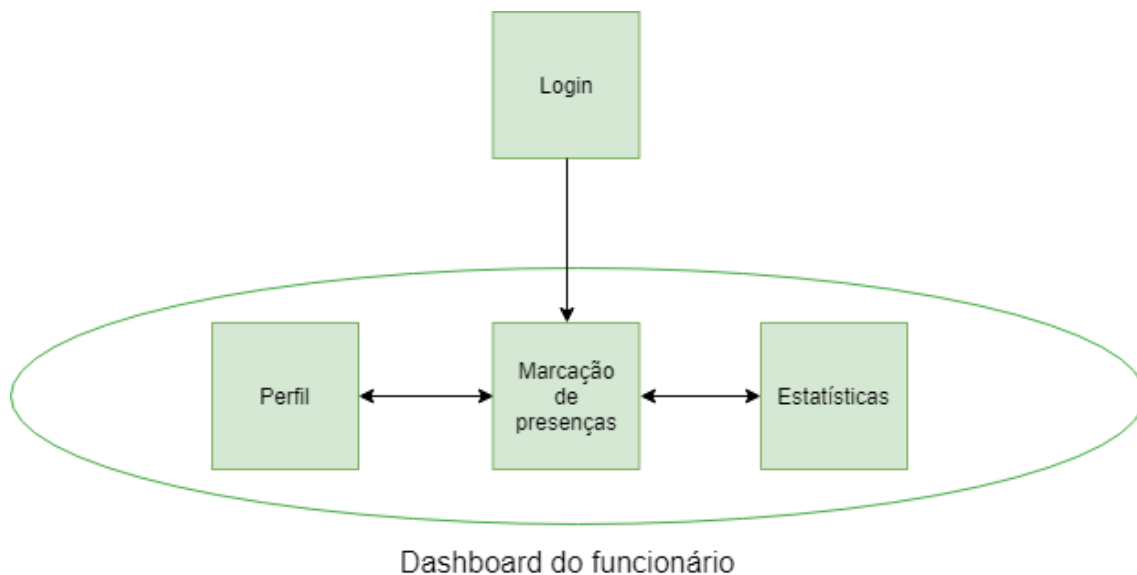 Login
Perfil
Marcação
de
presenças
Estatísticas
Dashboard do funcionário